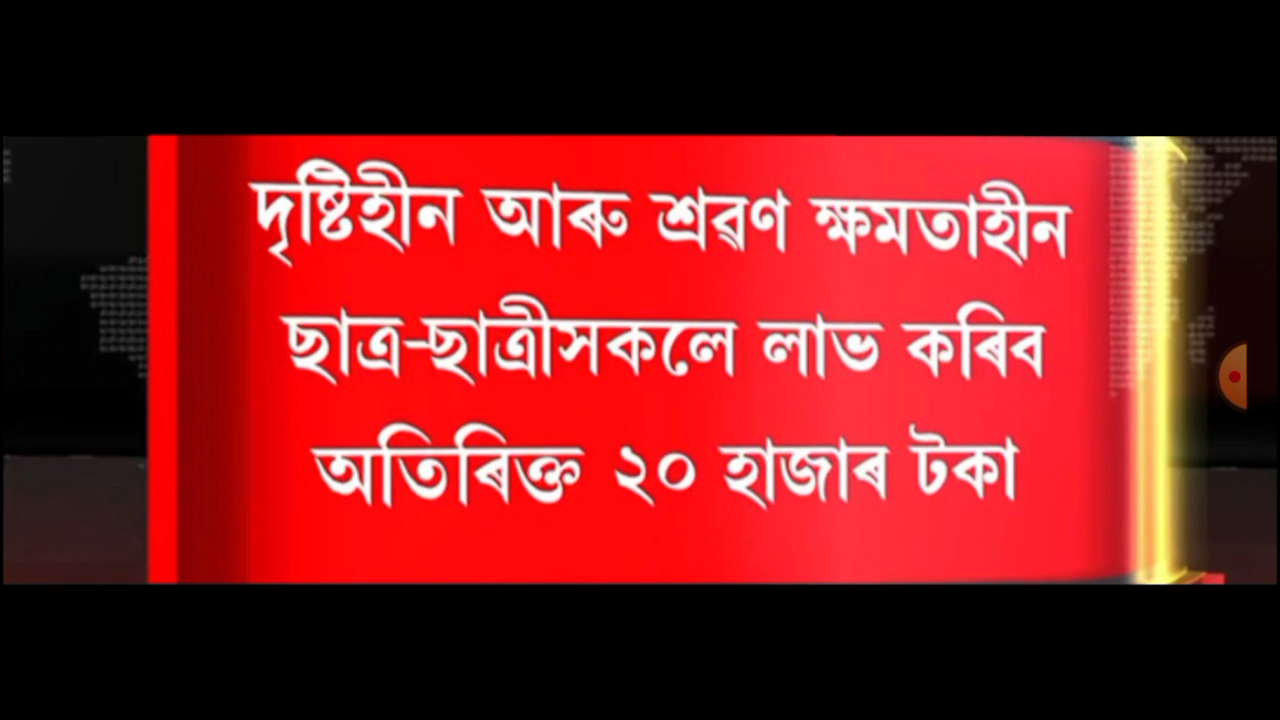 দৃষ্টিহীন আৰু শ্ৰৱণ ক্ষমতাহীন
ছাত্ৰ-ছাত্ৰীসকলে লাভ কৰিব
অতিৰিক্ত ২০ হাজাৰ টকা